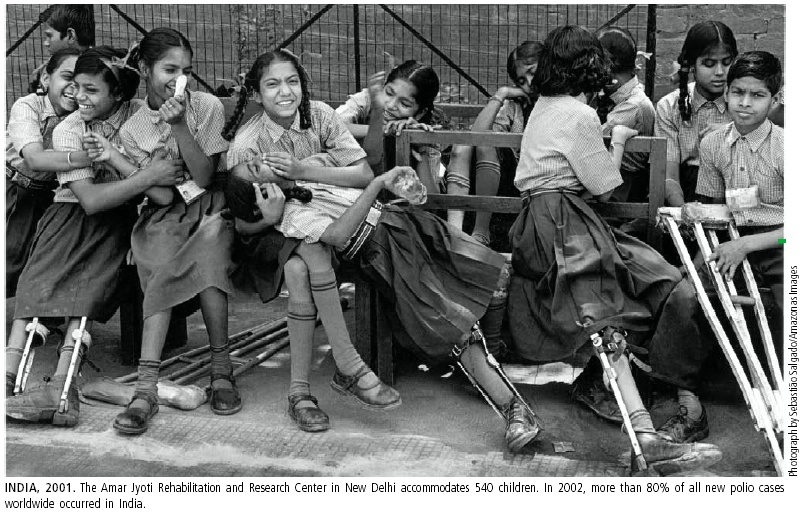 Photograph by Sebastião Salgado/Amazonas Images
INDIA, 2001. The Amar Jyoti Rehabilitation and Research Center in New Delhi accommodates 540 children. In 2002, more than 80% of all new polio cases
worldwide occurred in India.